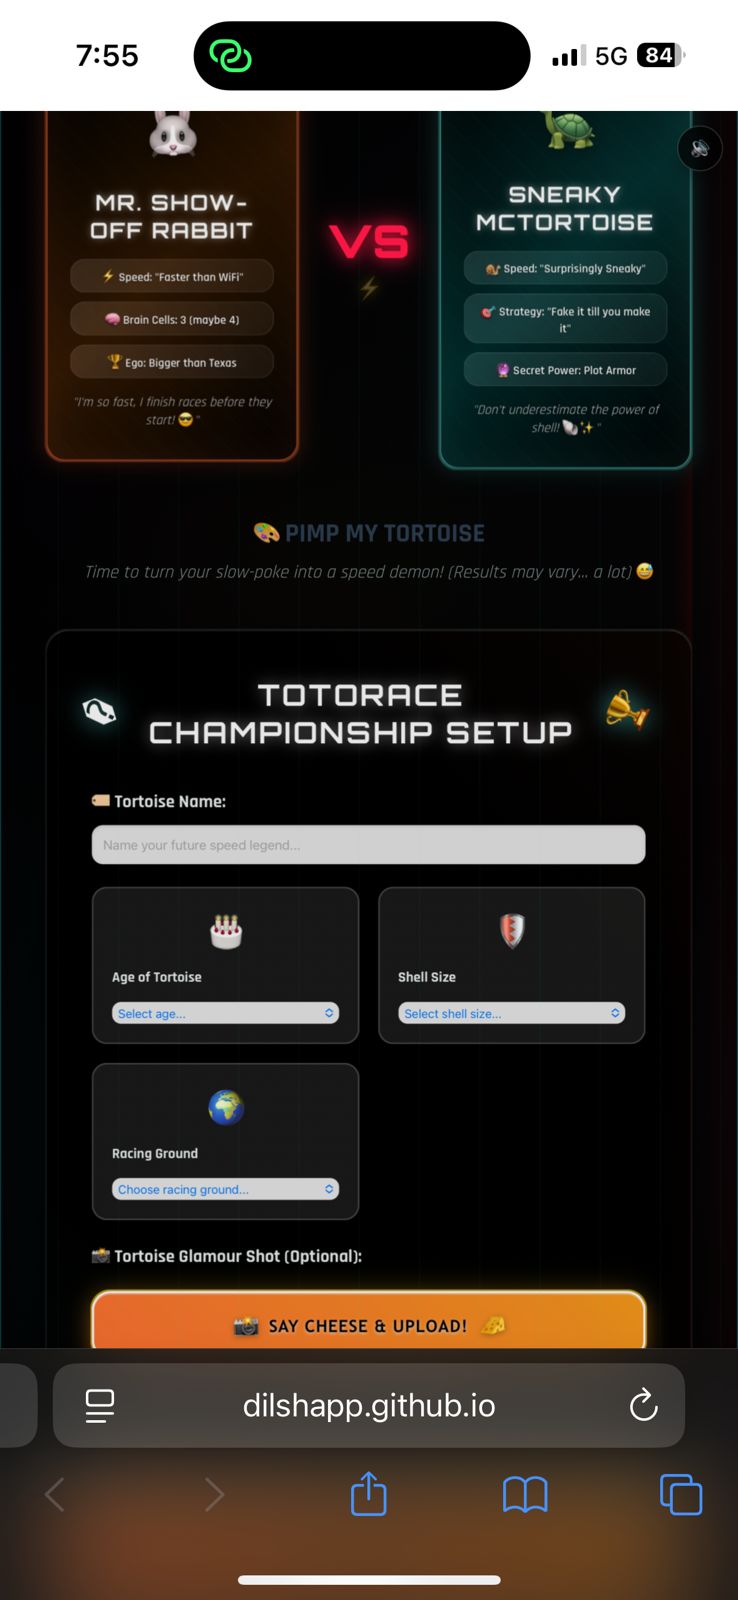 7:55
5G
84
MR. SHOW-
OFF RABBIT
⚡ Speed: "Faster than WiFi"
🧠 Brain Cells: 3 (maybe 4)
🏆 Ego: Bigger than Texas
"I'm so fast, I finish races before they
start! 😎"
VS
⚡
SNEAKY
MCTORTOISE
🐌 Speed: "Surprisingly Sneaky"
🎯 Strategy: "Fake it till you make
it"
🔮 Secret Power: Plot Armor
"Don't underestimate the power of
shell! 🐚✨"
🎨 PIMP MY TORTOISE
Time to turn your slow-poke into a speed demon! (Results may vary... a lot) 😅
TOTORACE
CHAMPIONSHIP SETUP
🏷️ Tortoise Name:
Name your future speed legend...
Age of Tortoise
Select age...
Shell Size
Select shell size...
Racing Ground
Choose racing ground...
📸 Tortoise Glamour Shot (Optional):
📸 SAY CHEESE & UPLOAD! 🧀
dilshapp.github.io